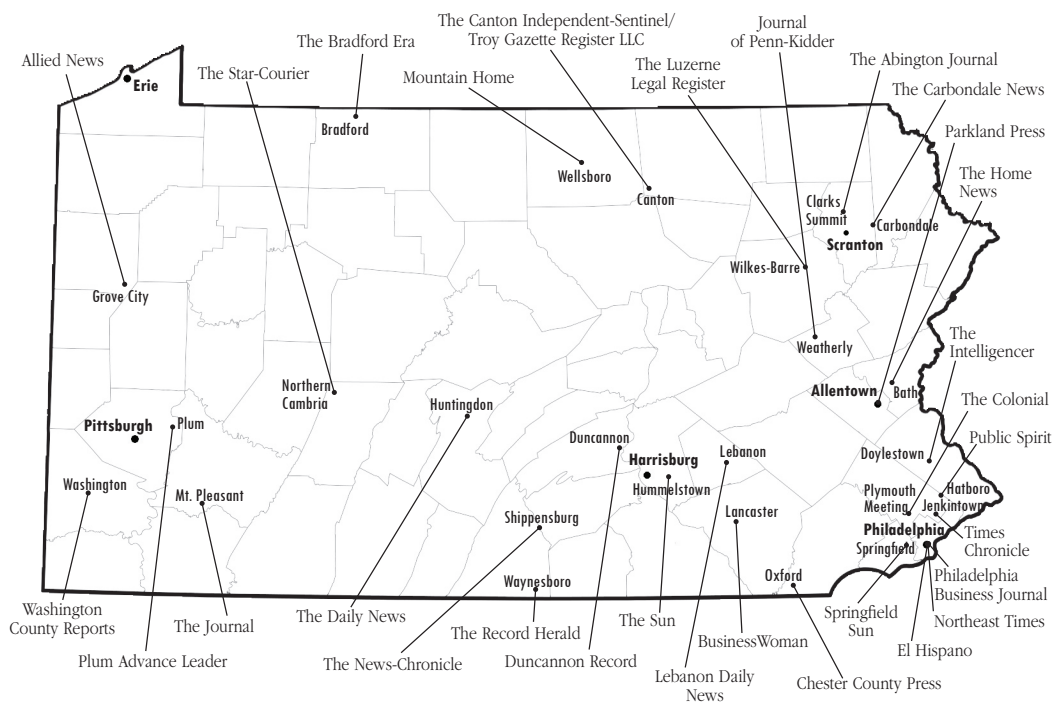 The Canton Independent-Sentinel/
Troy Gazette Register LLC
Journal
of Penn-Kidder
The Bradford Era
Allied News
The Star-Courier
Mountain Home
The Luzerne
Legal Register
The Abington Journal
The Carbondale News
Parkland Press
The Home
News
Erie
Bradford
Wellsboro
Canton
Clarks
Summit
Carbondale
Scranton
Wilkes-Barre
Grove City
Weatherly
The
Intelligencer
Northern
Cambria
Huntingdon
Allentown
Bath
The Colonial
Pittsburgh
Plum
Duncannon
Harrisburg
Hummelstown
Lebanon
Doylestown
Public Spirit
Washington
Mt. Pleasant
Shippensburg
Lancaster
Plymouth
Meeting
Hatboro
Jenkintown
Philadelphia
Springfield
Times
Chronicle
Waynesboro
Oxford
Philadelphia
Business Journal
Washington
County Reports
The Journal
The Daily News
The Record Herald
The Sun
BusinessWoman
Springfield
Sun
Northeast Times
El Hispano
Plum Advance Leader
The News-Chronicle
Duncannon Record
Lebanon Daily
News
Chester County Press